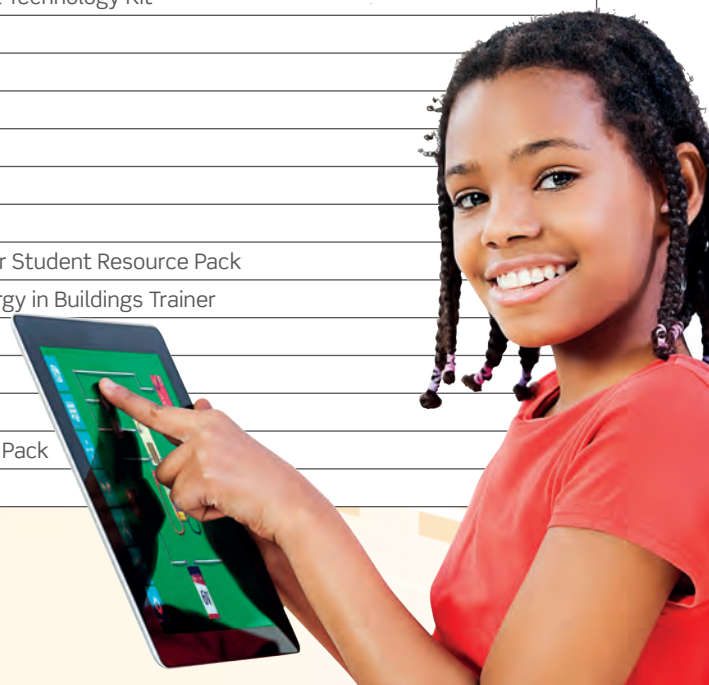 Technology Kit
r Student Resource Pack
rgy in Buildings Trainer
Pack